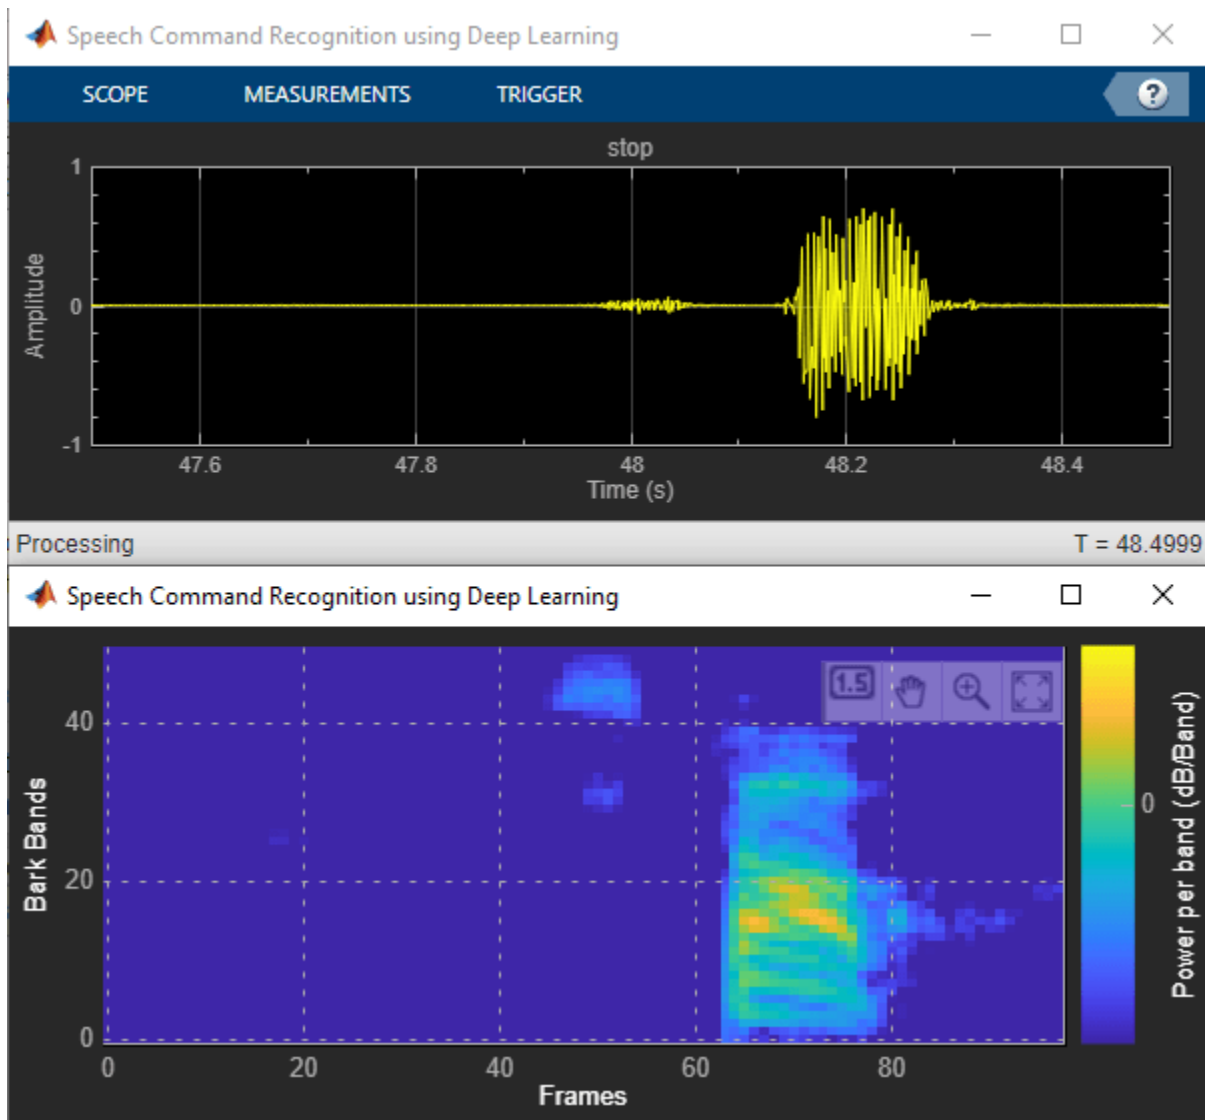 Speech Command Recognition using Deep Learning
SCOPE MEASUREMENTS TRIGGER ?
stop
1
0
-1
Amplitude
47.6 47.8 48 48.2 48.4
Time (s)
Processing T = 48.4999
Speech Command Recognition using Deep Learning
1.5
40
20
0
Bark Bands
0 20 40 60 80
Frames
0
Power per band (dB/Band)